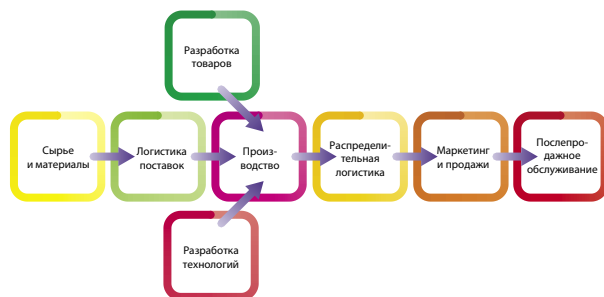 Разработка
товаров
Сырье
и материалы
Логистика
поставок
Произ-
водство
Распредели-
тельная
логистика
Маркетинг
и продажи
Послепро-
дажное
обслуживание
Разработка
технологий